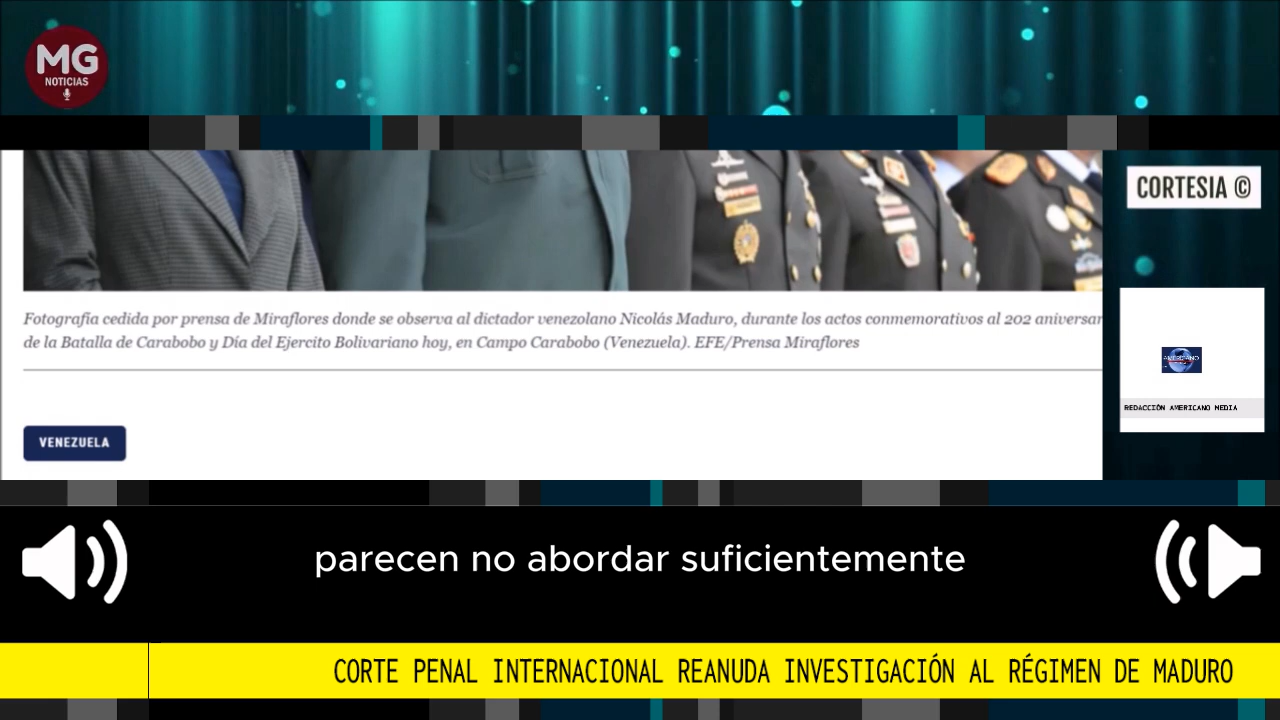 MG
NOTICIAS
CORTESIA ©
Fotografía cedida por prensa de Miraflores donde se observa al dictador venezolano Nicolás Maduro, durante los actos conmemorativos al 202 aniversar
de la Batalla de Carabobo y Día del Ejercito Bolivariano hoy, en Campo Carabobo (Venezuela). EFE/Prensa Miraflores
AMERICANO
REDACCIÓN AMERICANO MEDIA
VENEZUELA
parecen no abordar suficientemente
CORTE PENAL INTERNACIONAL REANUDA INVESTIGACIÓN AL RÉGIMEN DE MADURO